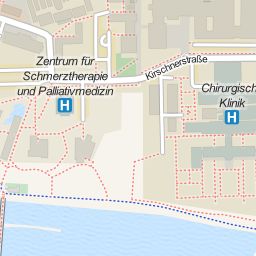 Zentrum für
Schmerztherapie
und Palliativmedizin
H
Kirschnerstraße
Chirurgisch
Klinik
H